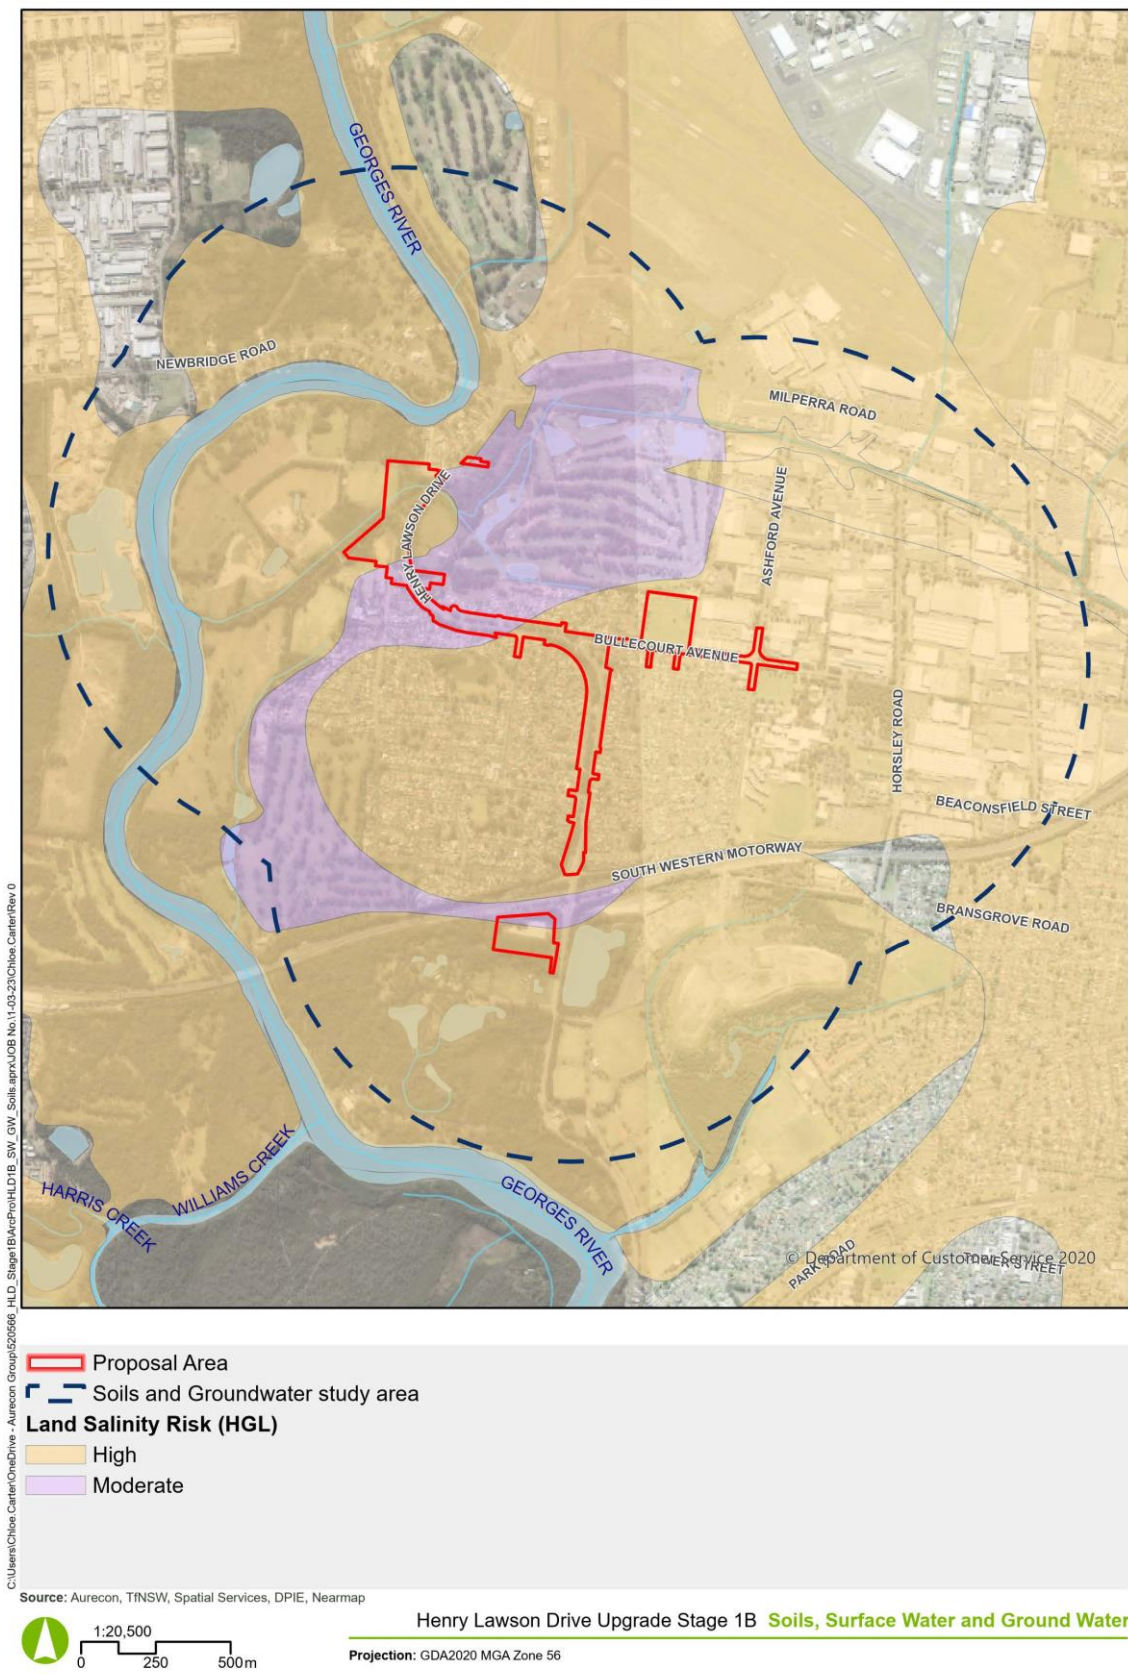 GEORGES RIVER
NEWBRIDGE ROAD
MILPERRA ROAD
HENRY LAWSON DRIVE
ASHFORD AVENUE
BULLECOURT AVENUE
HORSLEY ROAD
BEACONSFIELD STREET
SOUTH WESTERN MOTORWAY
BRANSGROVE ROAD
WILLIAMS CREEK
HARRIS CREEK
GEORGES RIVER
PARK ROAD
TOWER STREET
© Department of Customer Service 2020
C:\Users\Chloe.Carter\OneDrive - Aurecon Group\520566_HLD_Stage1B\ArcPro\HLD1B_SW_GW_Soils.aprx\JOB No.\1-03-23\Chloe.Carter\Rev 0
Proposal Area
Soils and Groundwater study area
Land Salinity Risk (HGL)
High
Moderate
Source: Aurecon, TfNSW, Spatial Services, DPIE, Nearmap
1:20,500
0 250 500m
Henry Lawson Drive Upgrade Stage 1B Soils, Surface Water and Ground Water
Projection: GDA2020 MGA Zone 56